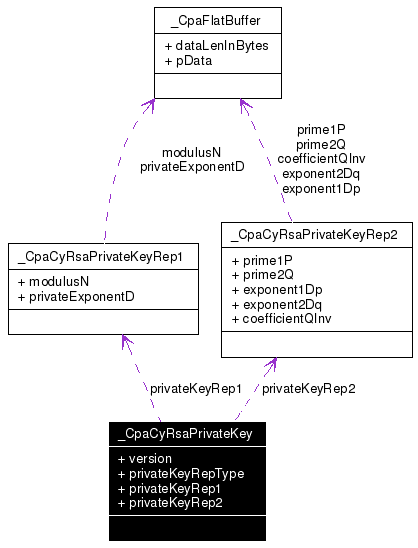 _CpaFlatBuffer
+ dataLenInBytes
+ pData
modulusN
privateExponentD
prime1P
prime2Q
coefficientQInv
exponent2Dq
exponent1Dp
_CpaCyRsaPrivateKeyRep1
+ modulusN
+ privateExponentD
_CpaCyRsaPrivateKeyRep2
+ prime1P
+ prime2Q
+ exponent1Dp
+ exponent2Dq
+ coefficientQInv
privateKeyRep1
privateKeyRep2
_CpaCyRsaPrivateKey
+ version
+ privateKeyRepType
+ privateKeyRep1
+ privateKeyRep2